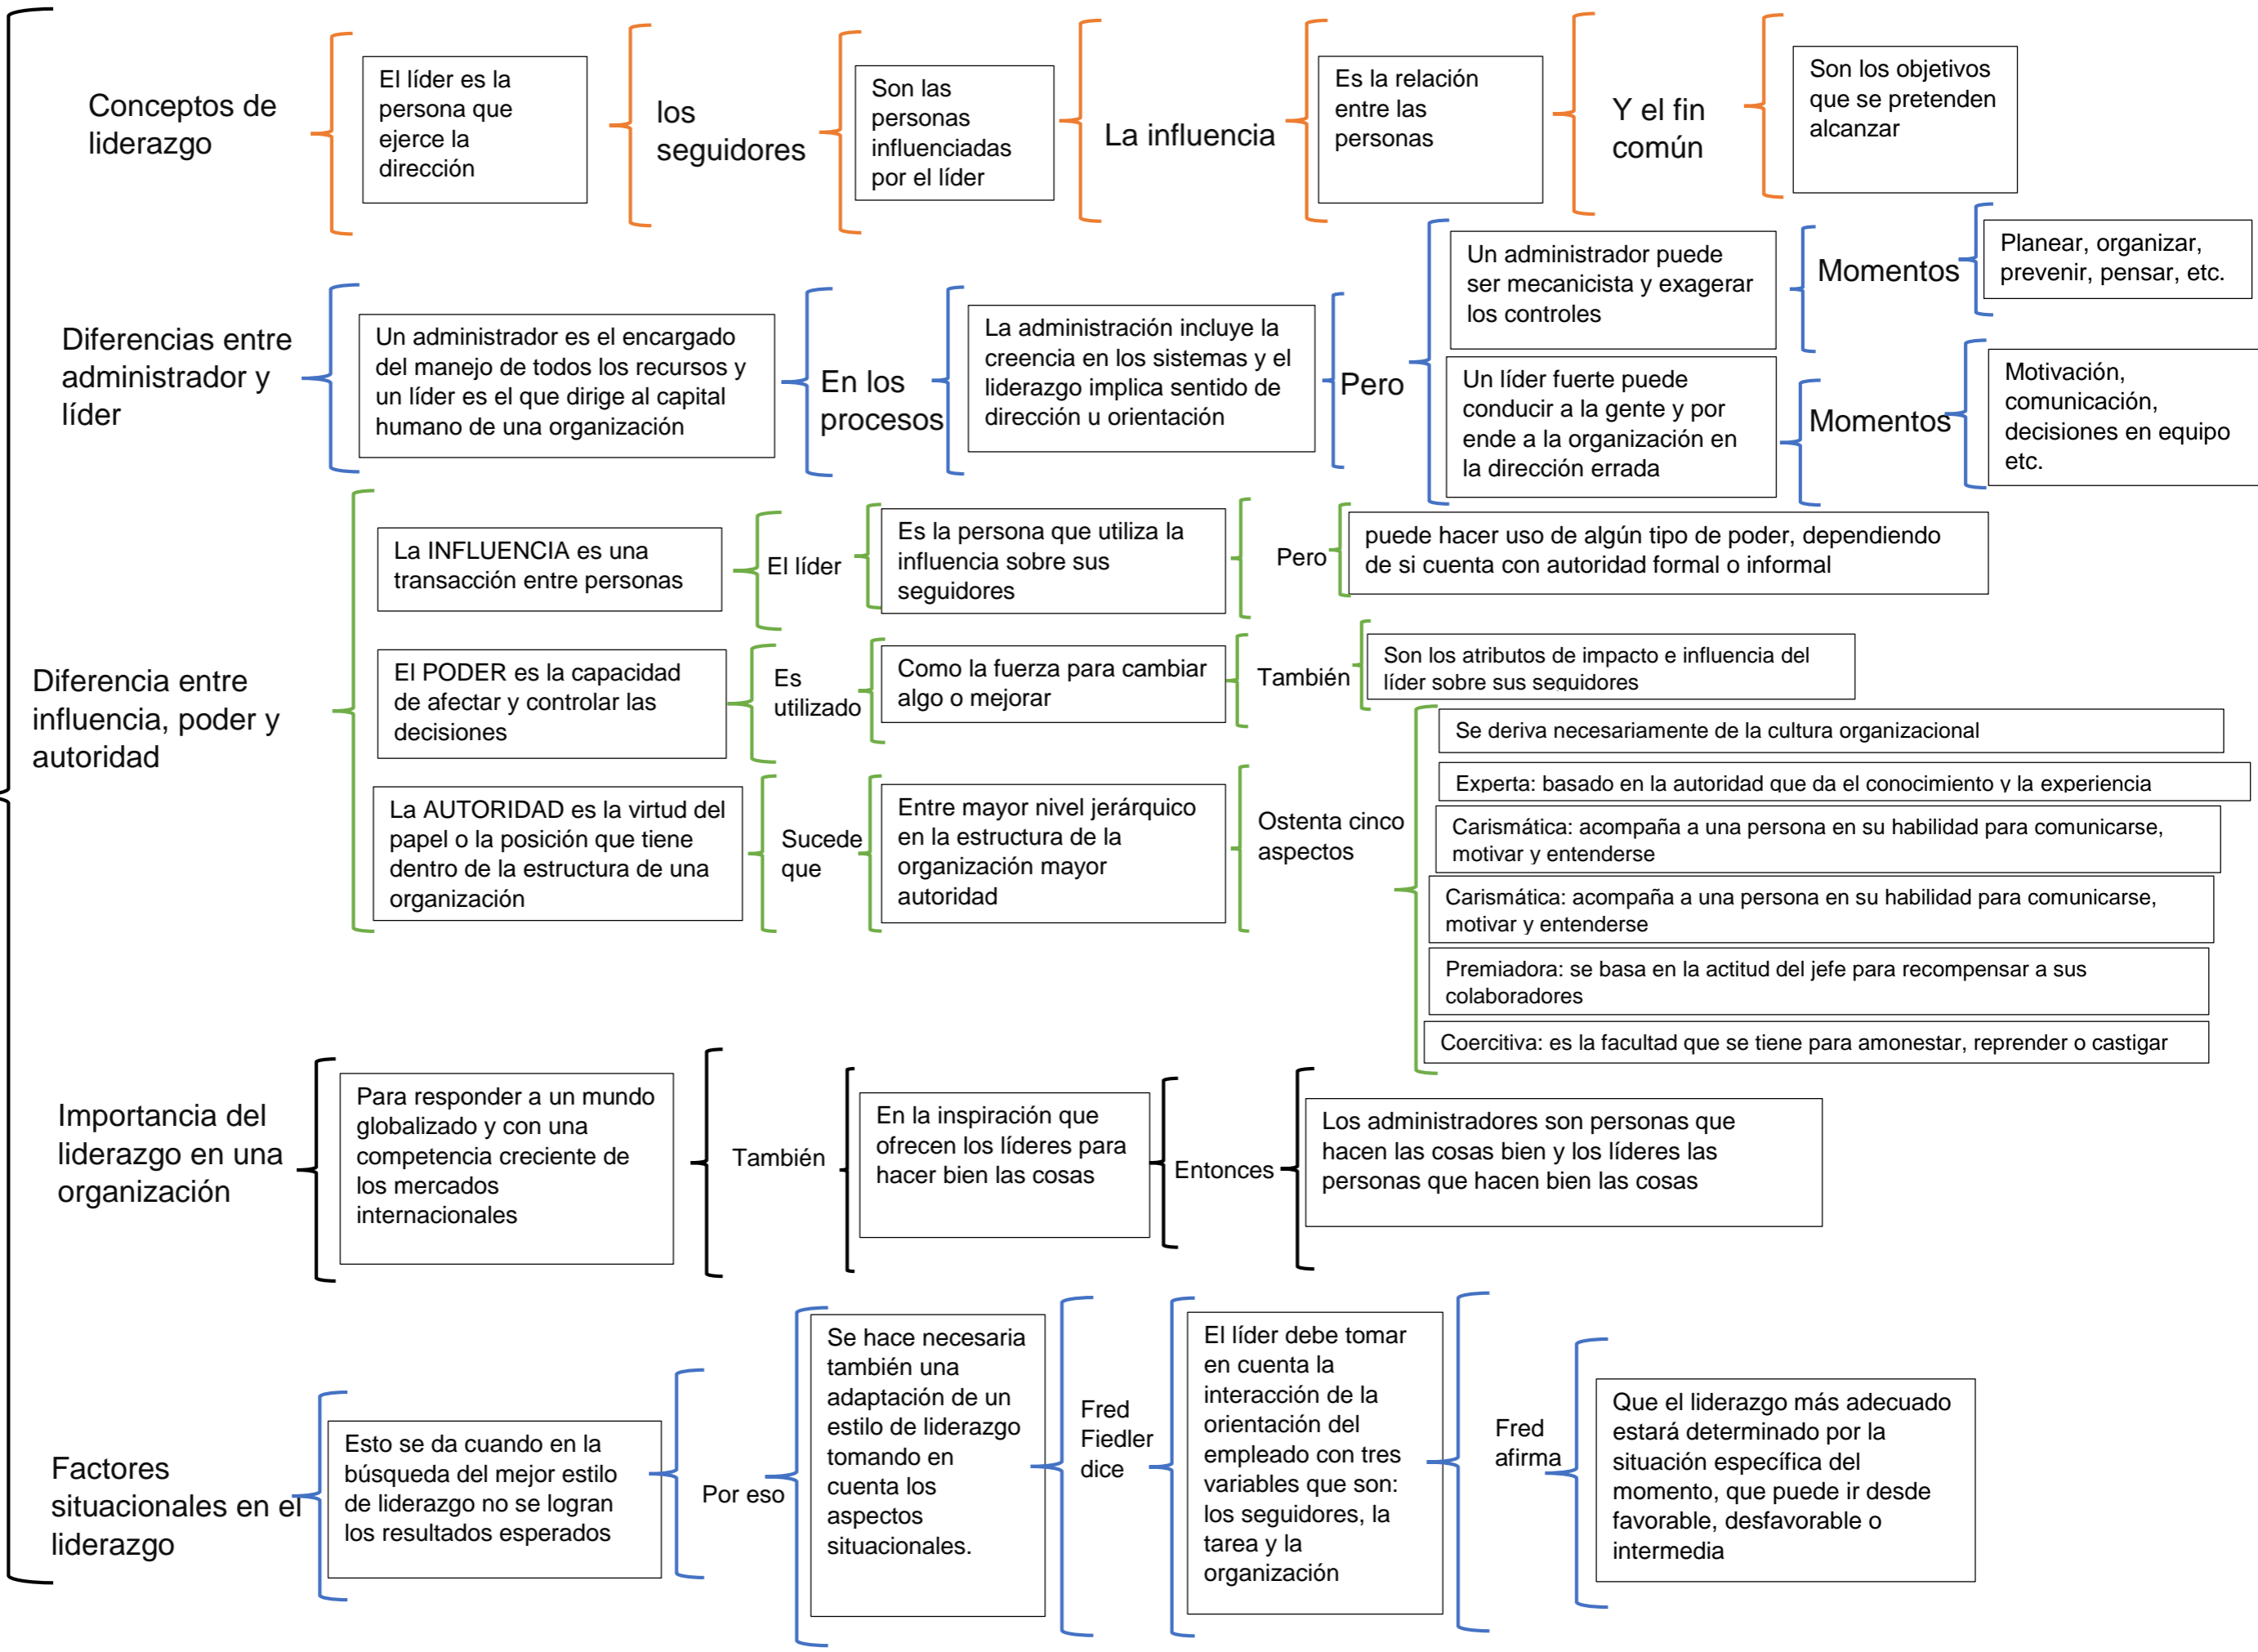 Conceptos de
liderazgo
El líder es la
persona que
ejerce la
dirección
los
seguidores
Son las
personas
influenciadas
por el líder
La influencia
Es la relación
entre las
personas
Y el fin
común
Son los objetivos
que se pretenden
alcanzar
Diferencias entre
administrador y
líder
Un administrador es el encargado
del manejo de todos los recursos y
un líder es el que dirige al capital
humano de una organización
En los
procesos
La administración incluye la
creencia en los sistemas y el
liderazgo implica sentido de
dirección u orientación
Pero
Un administrador puede
ser mecanicista y exagerar
los controles
Momentos
Planear, organizar,
prevenir, pensar, etc.
Un líder fuerte puede
conducir a la gente y por
ende a la organización en
la dirección errada
Momentos
Motivación,
comunicación,
decisiones en equipo
etc.
Diferencia entre
influencia, poder y
autoridad
La INFLUENCIA es una
transacción entre personas
El líder
Es la persona que utiliza la
influencia sobre sus
seguidores
Pero
puede hacer uso de algún tipo de poder, dependiendo
de si cuenta con autoridad formal o informal
El PODER es la capacidad
de afectar y controlar las
decisiones
Es
utilizado
Como la fuerza para cambiar
algo o mejorar
También
Son los atributos de impacto e influencia del
líder sobre sus seguidores
La AUTORIDAD es la virtud del
papel o la posición que tiene
dentro de la estructura de una
organización
Sucede
que
Entre mayor nivel jerárquico
en la estructura de la
organización mayor
autoridad
Ostenta cinco
aspectos
Se deriva necesariamente de la cultura organizacional
Experta: basado en la autoridad que da el conocimiento y la experiencia
Carismática: acompaña a una persona en su habilidad para comunicarse,
motivar y entenderse
Carismática: acompaña a una persona en su habilidad para comunicarse,
motivar y entenderse
Premiadora: se basa en la actitud del jefe para recompensar a sus
colaboradores
Coercitiva: es la facultad que se tiene para amonestar, reprender o castigar
Importancia del
liderazgo en una
organización
Para responder a un mundo
globalizado y con una
competencia creciente de
los mercados
internacionales
También
En la inspiración que
ofrecen los líderes para
hacer bien las cosas
Entonces
Los administradores son personas que
hacen las cosas bien y los líderes las
personas que hacen bien las cosas
Factores
situacionales en el
liderazgo
Esto se da cuando en la
búsqueda del mejor estilo
de liderazgo no se logran
los resultados esperados
Por eso
Se hace necesaria
también una
adaptación de un
estilo de liderazgo
tomando en
cuenta los
aspectos
situacionales.
Fred
Fiedler
dice
El líder debe tomar
en cuenta la
interacción de la
orientación del
empleado con tres
variables que son:
los seguidores, la
tarea y la
organización
Fred
afirma
Que el liderazgo más adecuado
estará determinado por la
situación específica del
momento, que puede ir desde
favorable, desfavorable o
intermedia